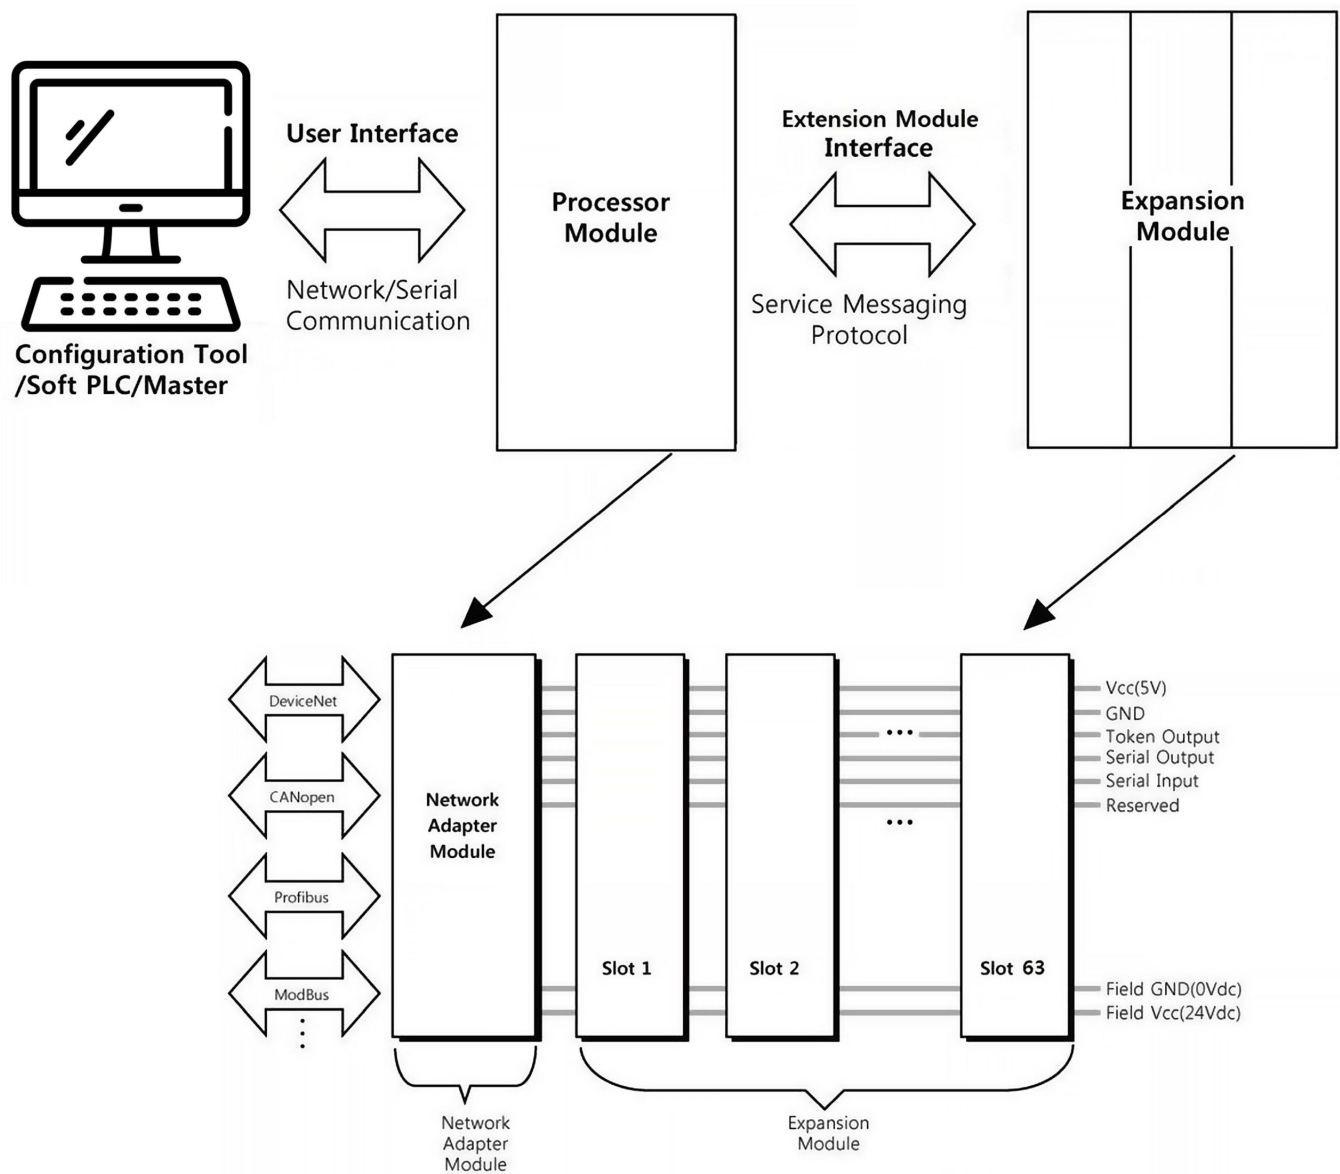 User Interface
Network/Serial
Communication
Configuration Tool
/Soft PLC/Master
Processor
Module
Extension Module
Interface
Service Messaging
Protocol
Expansion
Module
DeviceNet
CANopen
Profibus
ModBus
Network
Adapter
Module
Slot 1
Slot 2
Slot 63
Vcc(5V)
GND
Token Output
Serial Output
Serial Input
Reserved
Field GND(0Vdc)
Field Vcc(24Vdc)
Network
Adapter
Module
Expansion
Module